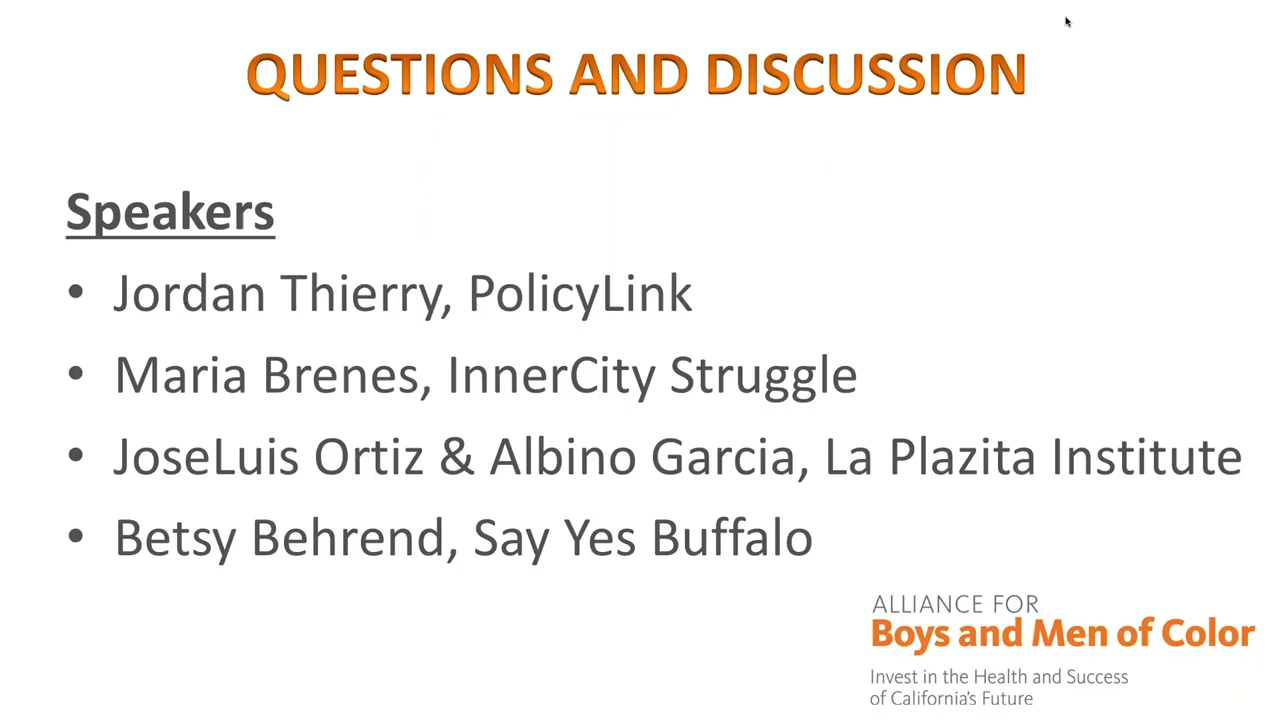 QUESTIONS AND DISCUSSION
Speakers
• Jordan Thierry, PolicyLink
• Maria Brenes, InnerCity Struggle
• JoseLuis Ortiz & Albino Garcia, La Plazita Institute
• Betsy Behrend, Say Yes Buffalo
ALLIANCE FOR
Boys and Men of Color
Invest in the Health and Success
of California's Future